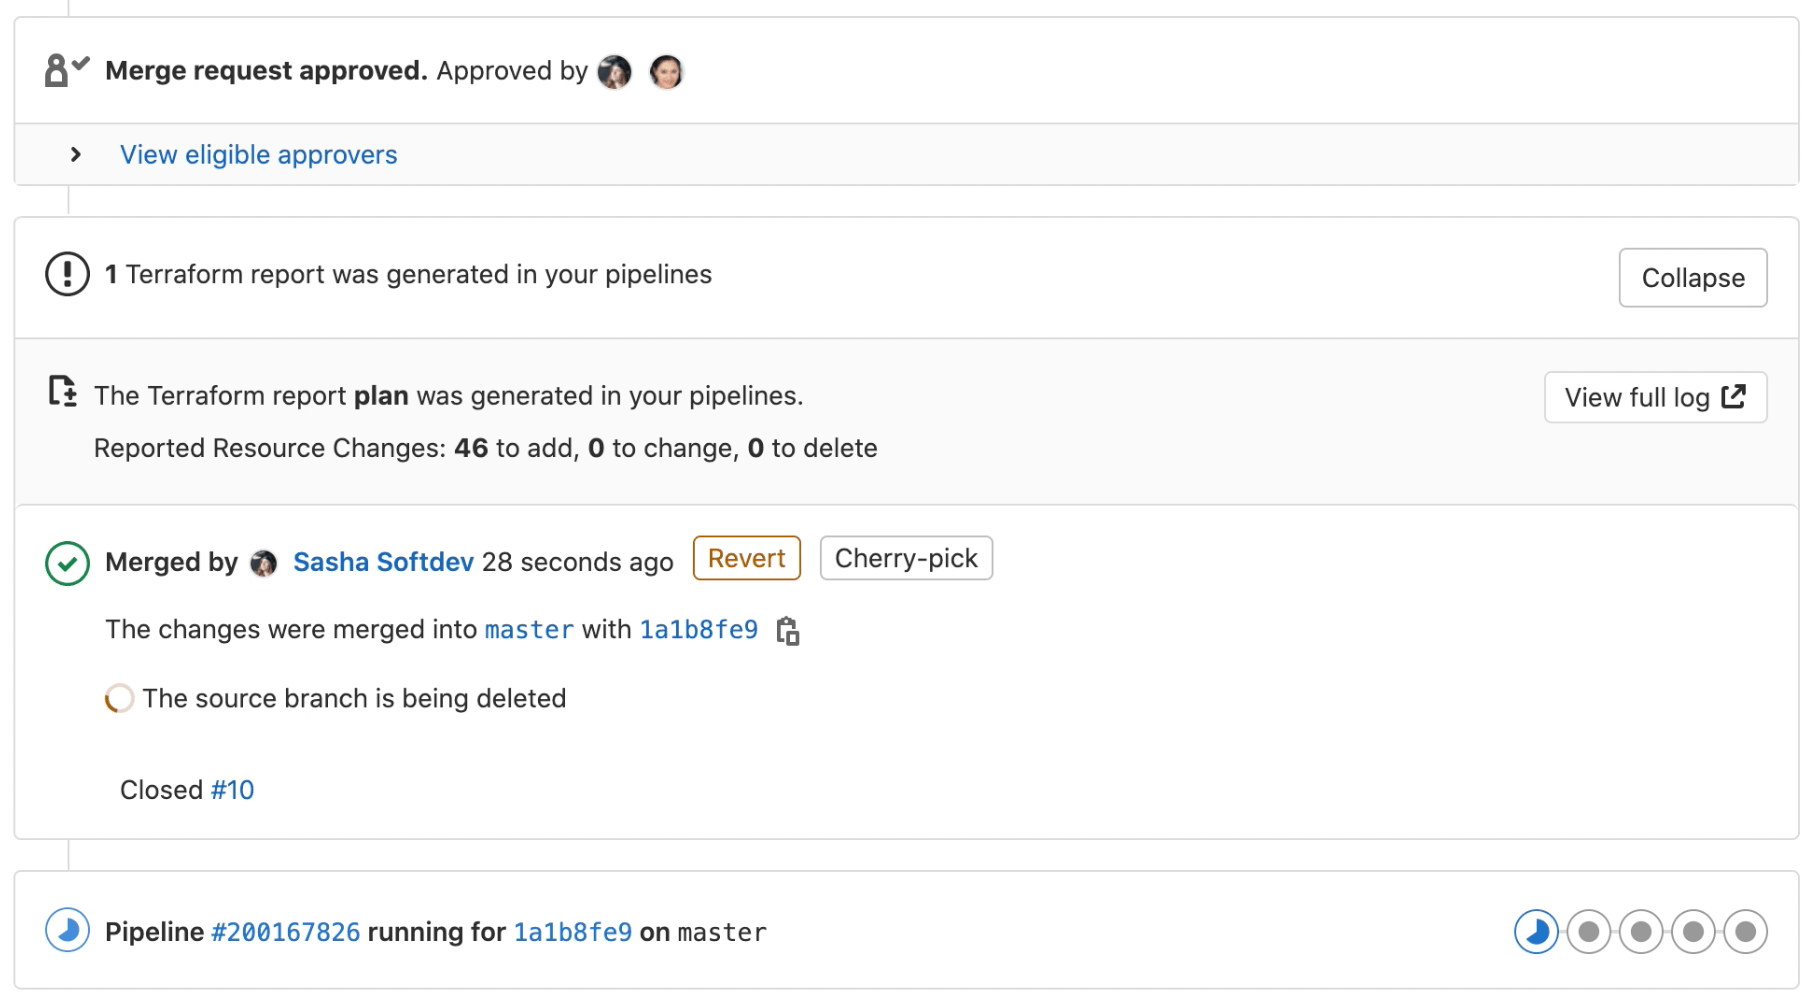 Merge request approved. Approved by
View eligible approvers
1 Terraform report was generated in your pipelines
Collapse
The Terraform report plan was generated in your pipelines.
View full log
Reported Resource Changes: 46 to add, 0 to change, 0 to delete
Merged by Sasha Softdev 28 seconds ago Revert Cherry-pick
The changes were merged into master with 1a1b8fe9
The source branch is being deleted
Closed #10
Pipeline #200167826 running for 1a1b8fe9 on master